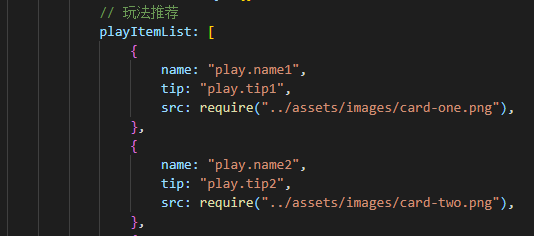 // 玩法推荐
playItemList: [
{
name: "play.name1",
tip: "play.tip1",
src: require("../assets/images/card-one.png"),
},
{
name: "play.name2",
tip: "play.tip2",
src: require("../assets/images/card-two.png"),
},